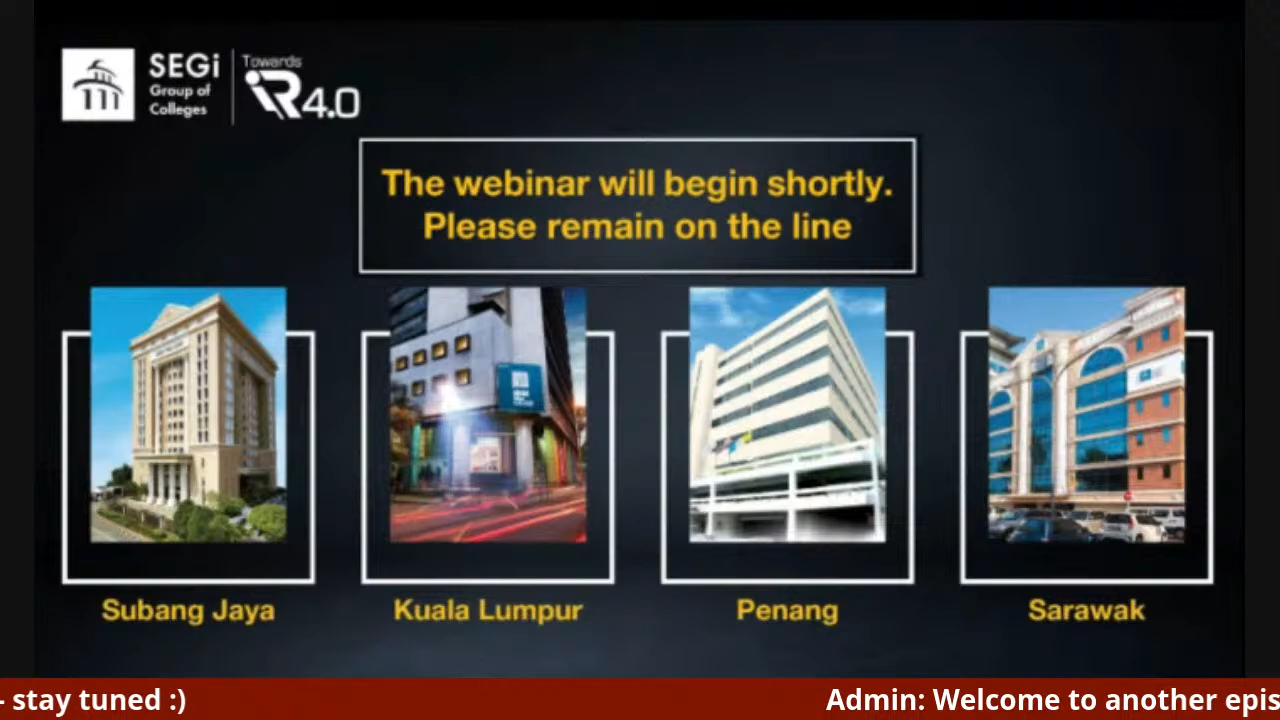 SEGi
Group of
Colleges
Towards
iR4.0
The webinar will begin shortly.
Please remain on the line
Subang Jaya
Kuala Lumpur
Penang
Sarawak
- stay tuned :)
Admin: Welcome to another epis